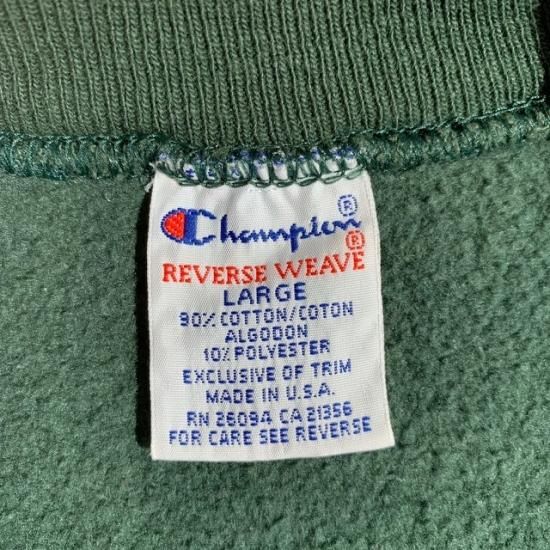 Champion®
REVERSE WEAVE®
LARGE
90% COTTON/COTON
ALGODON
10% POLYESTER
EXCLUSIVE OF TRIM
MADE IN U.S.A.
RN 26094 CA 21356
FOR CARE SEE REVERSE